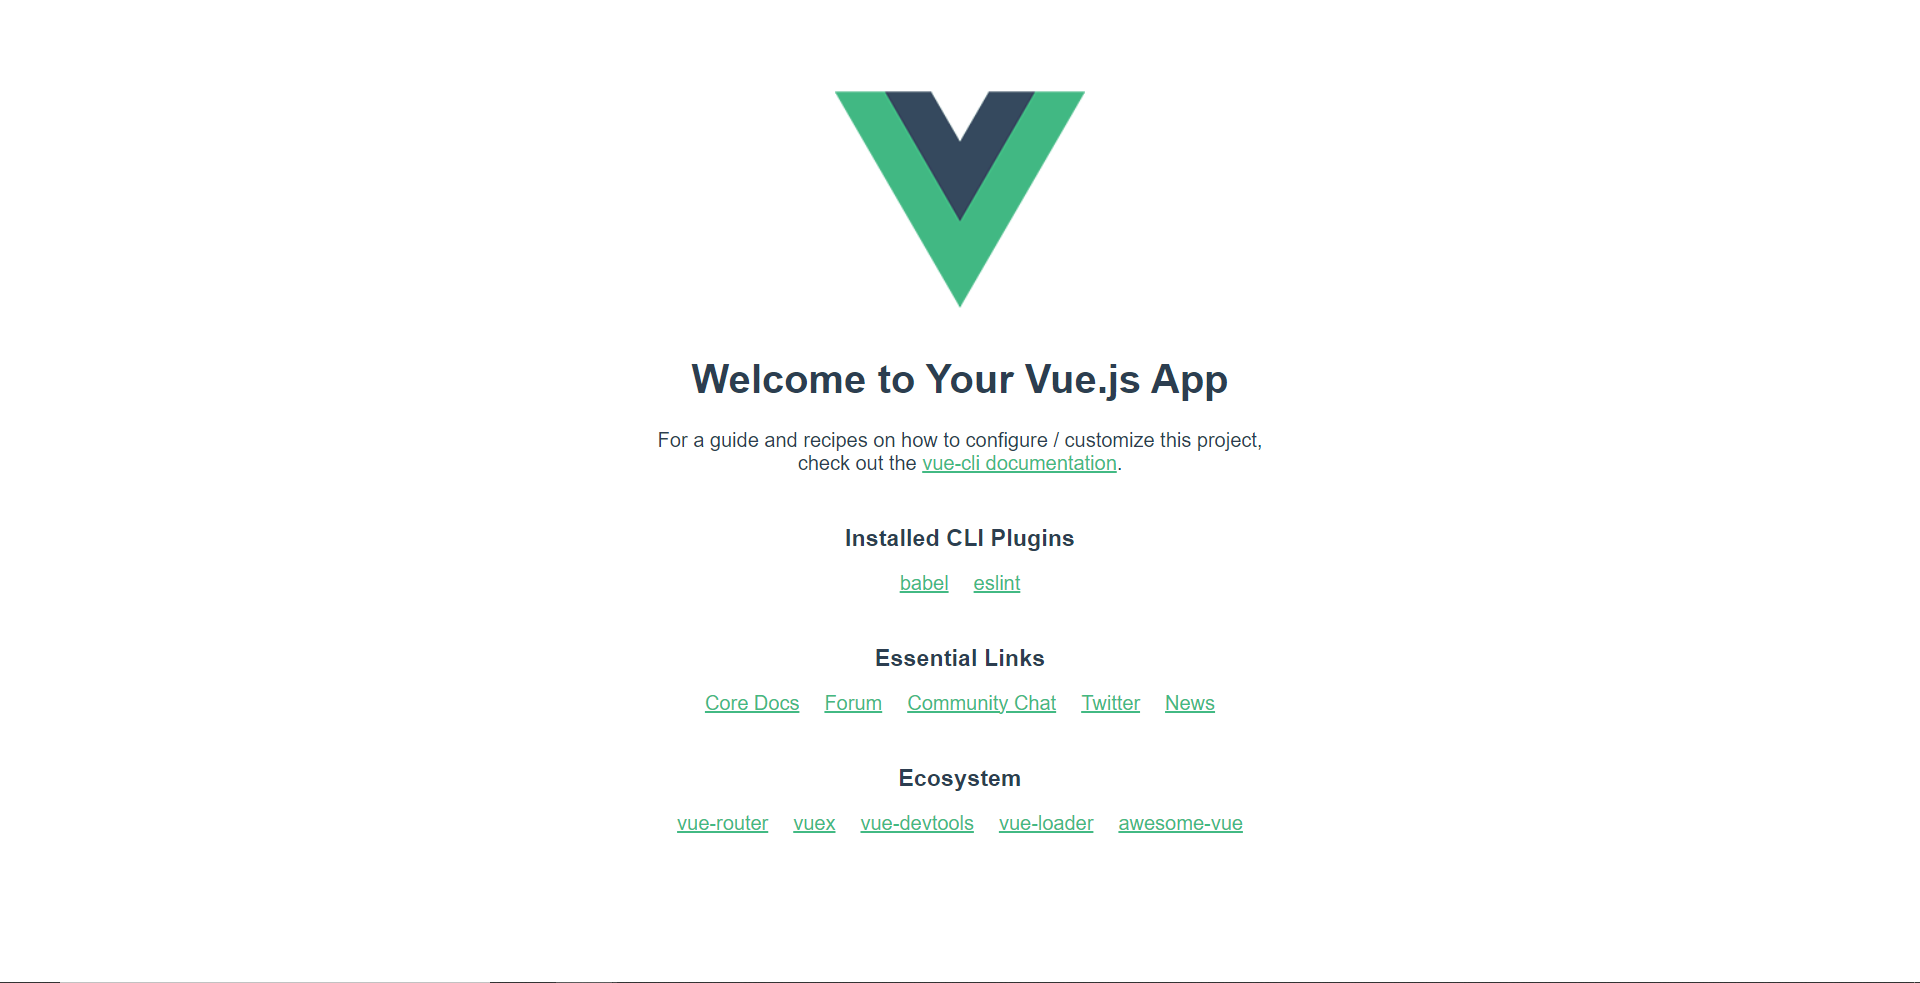 Welcome to Your Vue.js App
For a guide and recipes on how to configure / customize this project,
check out the vue-cli documentation.
Installed CLI Plugins
babel eslint
Essential Links
Core Docs Forum Community Chat Twitter News
Ecosystem
vue-router vuex vue-devtools vue-loader awesome-vue